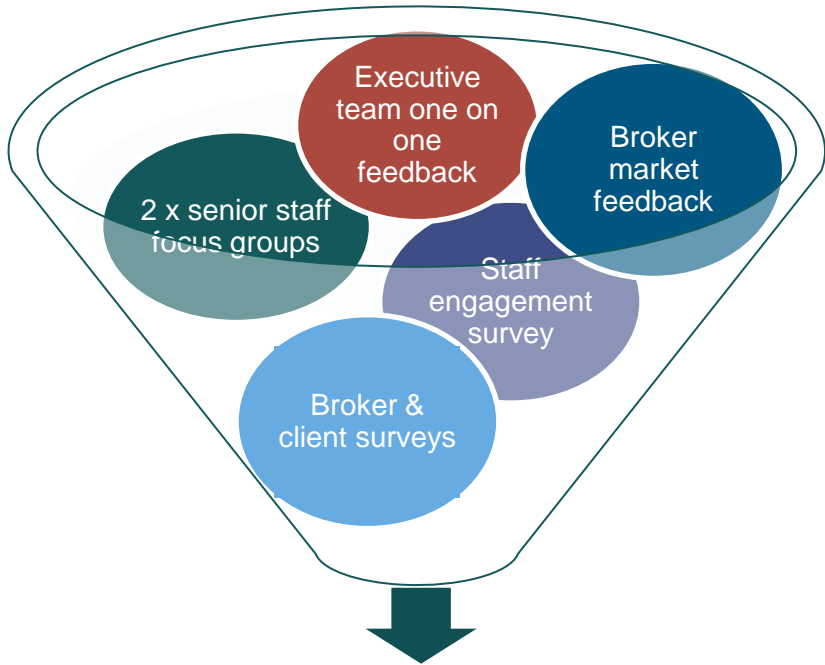 Executive
team one on
one
feedback
Broker
market
feedback
2 x senior staff
focus groups
Staff
engagement
survey
Broker &
client surveys